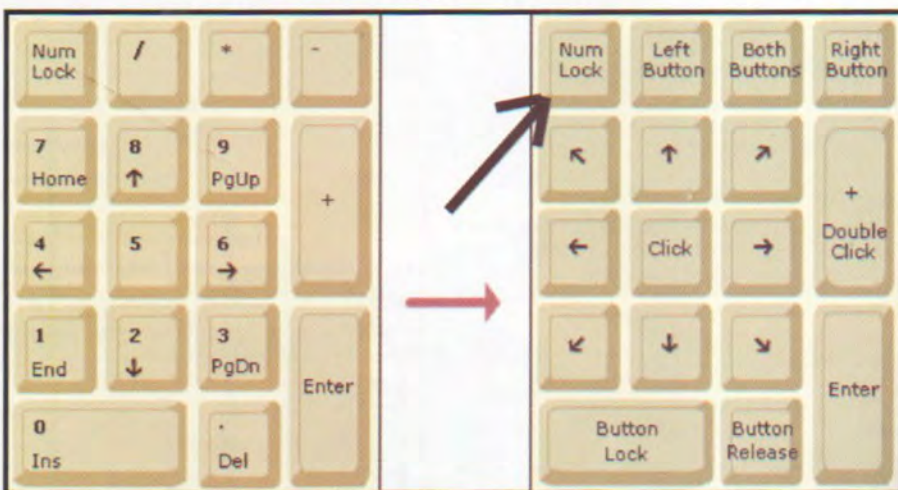 Num
Lock
/
*
-
7
Home
8
↑
9
PgUp
+
4
←
5
6
→
1
End
2
↓
3
PgDn
Enter
0
Ins
.
Del
Num
Lock
Left
Button
Both
Buttons
Right
Button
↖
↑
↗
+
Double
Click
←
Click
→
↙
↓
↘
Enter
Button
Lock
Button
Release